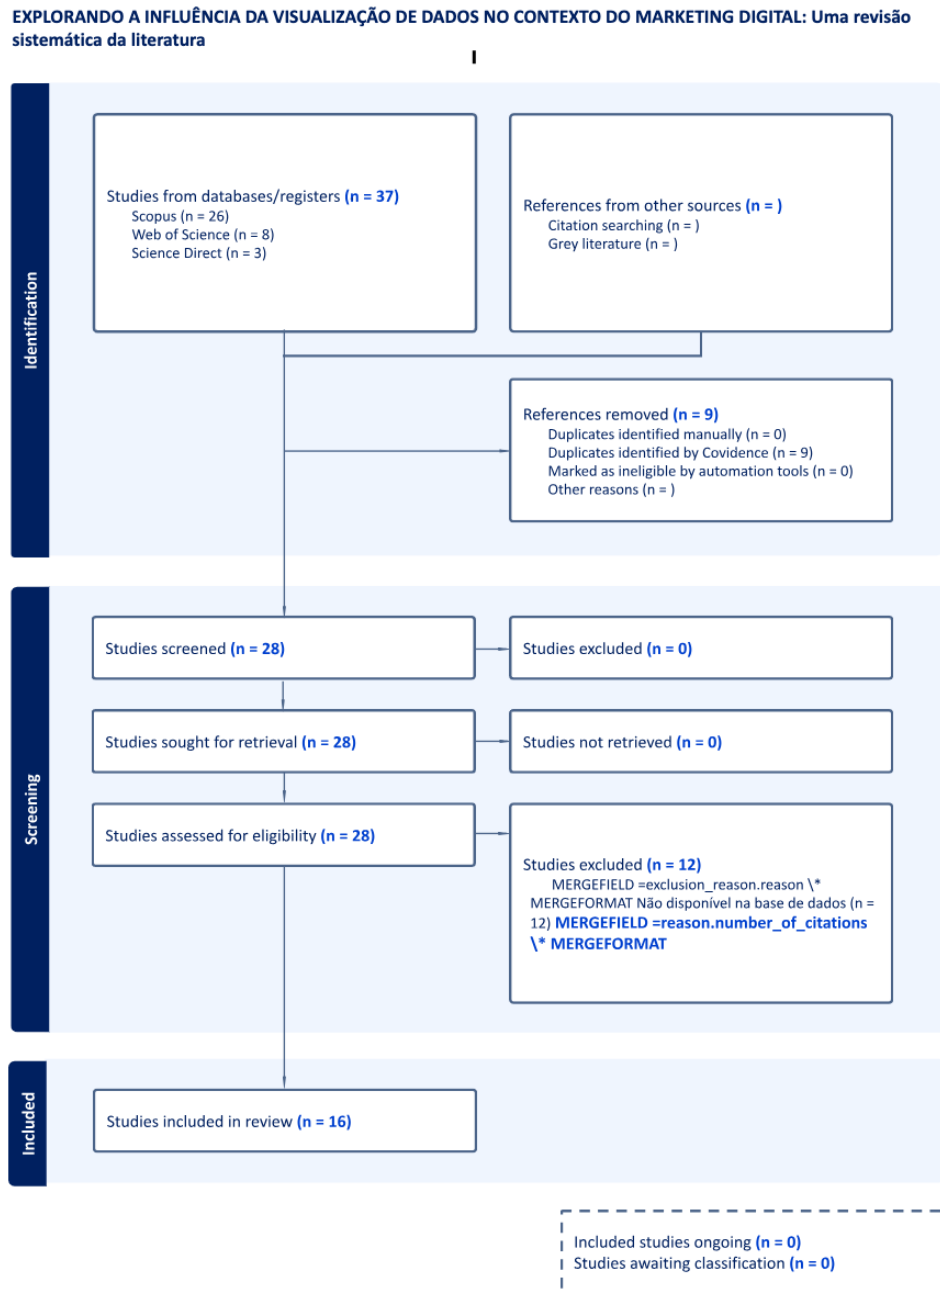 EXPLORANDO A INFLUÊNCIA DA VISUALIZAÇÃO DE DADOS NO CONTEXTO DO MARKETING DIGITAL: Uma revisão
sistemática da literatura
I
Identification
Studies from databases/registers (n = 37)
Scopus (n = 26)
Web of Science (n = 8)
Science Direct (n = 3)
References from other sources (n = )
Citation searching (n = )
Grey literature (n = )
References removed (n = 9)
Duplicates identified manually (n = 0)
Duplicates identified by Covidence (n = 9)
Marked as ineligible by automation tools (n = 0)
Other reasons (n = )
Screening
Studies screened (n = 28)
Studies excluded (n = 0)
Studies sought for retrieval (n = 28)
Studies not retrieved (n = 0)
Studies assessed for eligibility (n = 28)
Studies excluded (n = 12)
MERGEFIELD =exclusion_reason.reason \*
MERGEFORMAT Não disponível na base de dados (n =
12) MERGEFIELD =reason.number_of_citations
\* MERGEFORMAT
Included
Studies included in review (n = 16)
Included studies ongoing (n = 0)
Studies awaiting classification (n = 0)